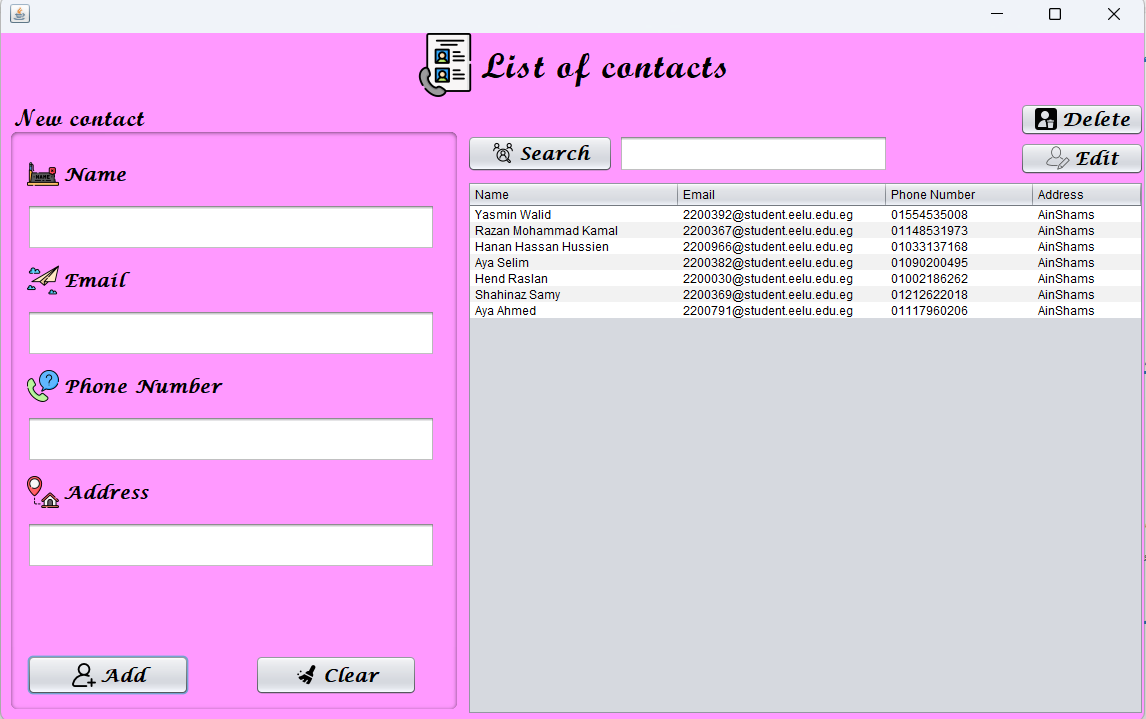 List of contacts
New contact
Name
Email
Phone Number
Address
Add
Clear
Search
Delete
Edit
Name Email Phone Number Address
Yasmin Walid 2200392@student.eelu.edu.eg 01554535008 AinShams
Razan Mohammad Kamal 2200367@student.eelu.edu.eg 01148531973 AinShams
Hanan Hassan Hussien 2200966@student.eelu.edu.eg 01033137168 AinShams
Aya Selim 2200382@student.eelu.edu.eg 01090200495 AinShams
Hend Raslan 2200030@student.eelu.edu.eg 01002186262 AinShams
Shahinaz Samy 2200369@student.eelu.edu.eg 01212622018 AinShams
Aya Ahmed 2200791@student.eelu.edu.eg 01117960206 AinShams